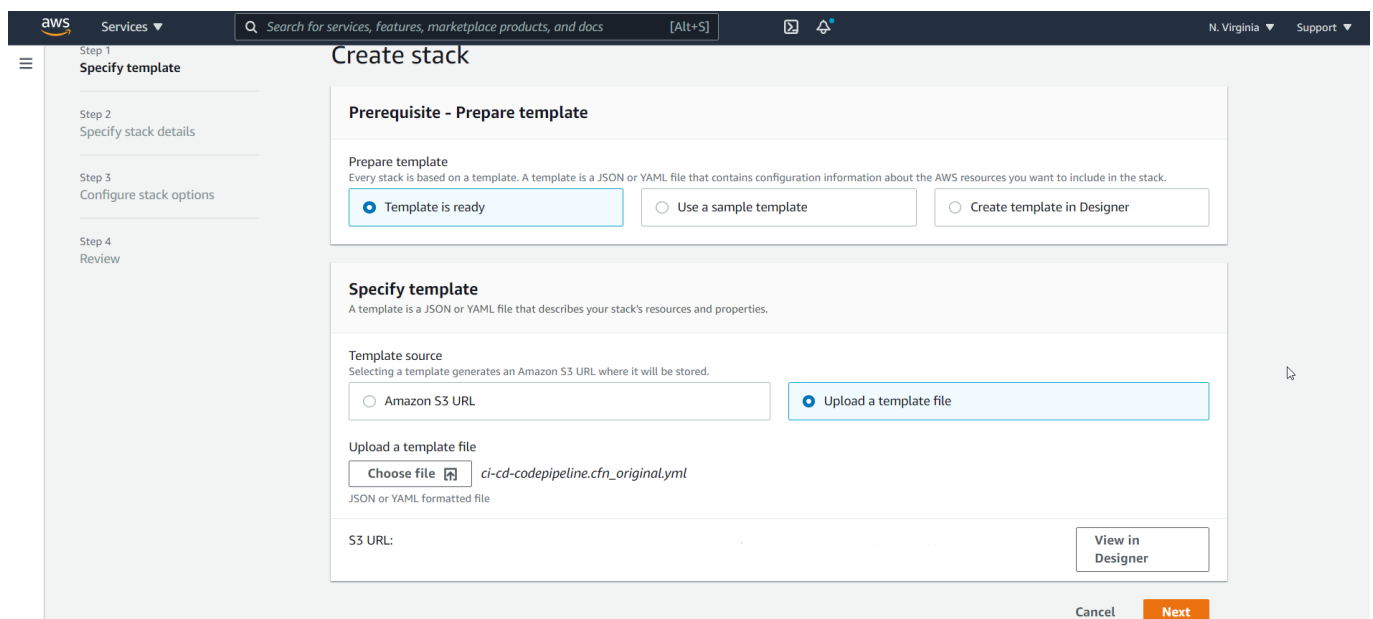 aws Services ▼ Search for services, features, marketplace products, and docs [Alt+S] N. Virginia ▼ Support ▼
Step 1
Specify template
Step 2
Specify stack details
Step 3
Configure stack options
Step 4
Review
Create stack
Prerequisite - Prepare template
Prepare template
Every stack is based on a template. A template is a JSON or YAML file that contains configuration information about the AWS resources you want to include in the stack.
Template is ready Use a sample template Create template in Designer
Specify template
A template is a JSON or YAML file that describes your stack's resources and properties.
Template source
Selecting a template generates an Amazon S3 URL where it will be stored.
Amazon S3 URL Upload a template file
Upload a template file
Choose file ci-cd-codepipeline.cfn_original.yml
JSON or YAML formatted file
S3 URL:
View in
Designer
Cancel Next